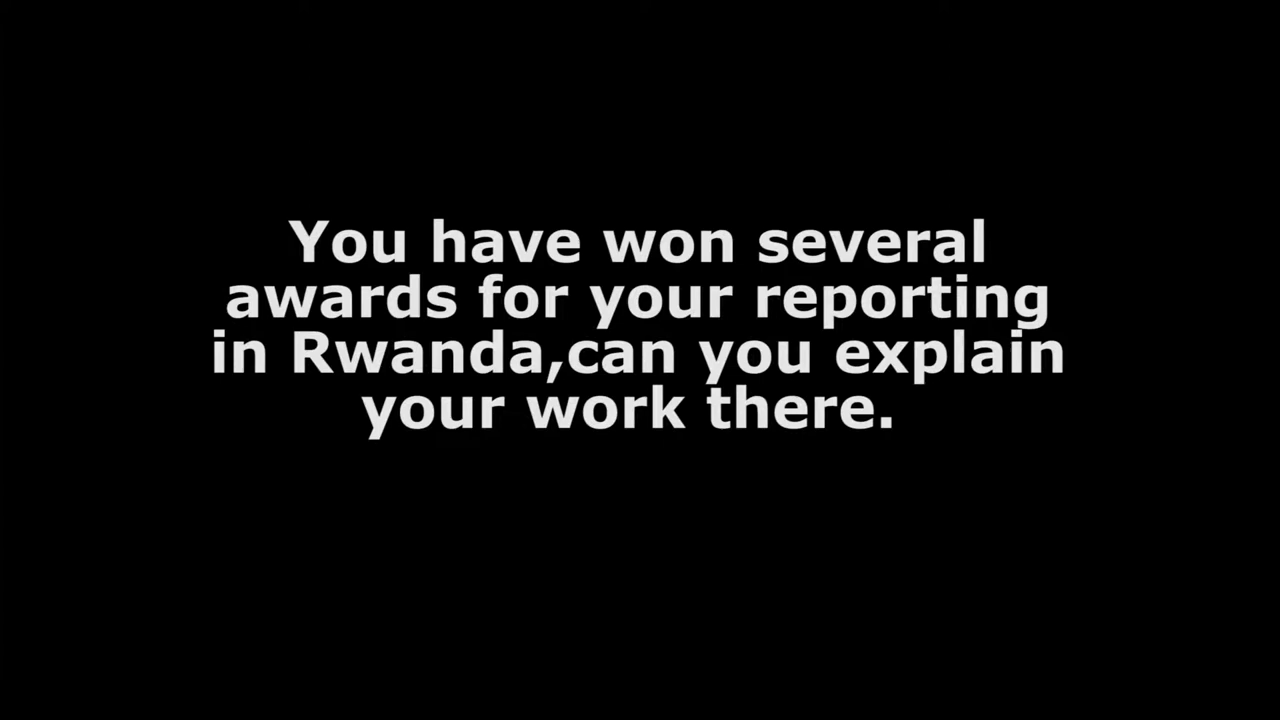 You have won several
awards for your reporting
in Rwanda,can you explain
your work there.